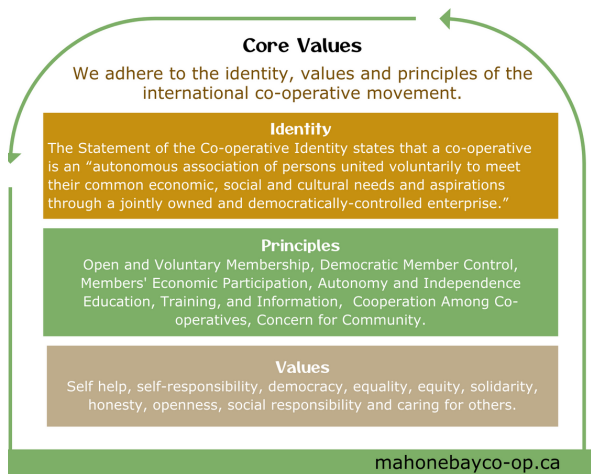 Core Values
We adhere to the identity, values and principles of the
international co-operative movement.
Identity
The Statement of the Co-operative Identity states that a co-operative
is an “autonomous association of persons united voluntarily to meet
their common economic, social and cultural needs and aspirations
through a jointly owned and democratically-controlled enterprise.”
Principles
Open and Voluntary Membership, Democratic Member Control,
Members' Economic Participation, Autonomy and Independence
Education, Training, and Information, Cooperation Among Co-
operatives, Concern for Community.
Values
Self help, self-responsibility, democracy, equality, equity, solidarity,
honesty, openness, social responsibility and caring for others.
mahonebayco-op.ca